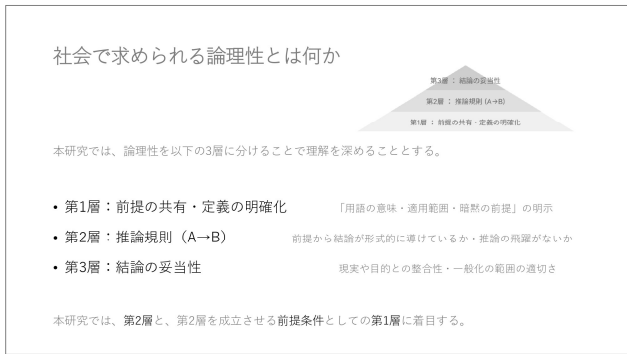 社会で求められる論理性とは何か
第3層 : 結論の妥当性
第2層 : 推論規則 (A→B)
第1層 : 前提の共有・定義の明確化
本研究では、論理性を以下の3層に分けることで理解を深めることとする。
• 第1層：前提の共有・定義の明確化 「用語の意味・適用範囲・暗黙の前提」の明示
• 第2層：推論規則（A→B） 前提から結論が形式的に導けているか・推論の飛躍がないか
• 第3層：結論の妥当性 現実や目的との整合性・一般化の範囲の適切さ
本研究では、第2層と、第2層を成立させる前提条件としての第1層に着目する。